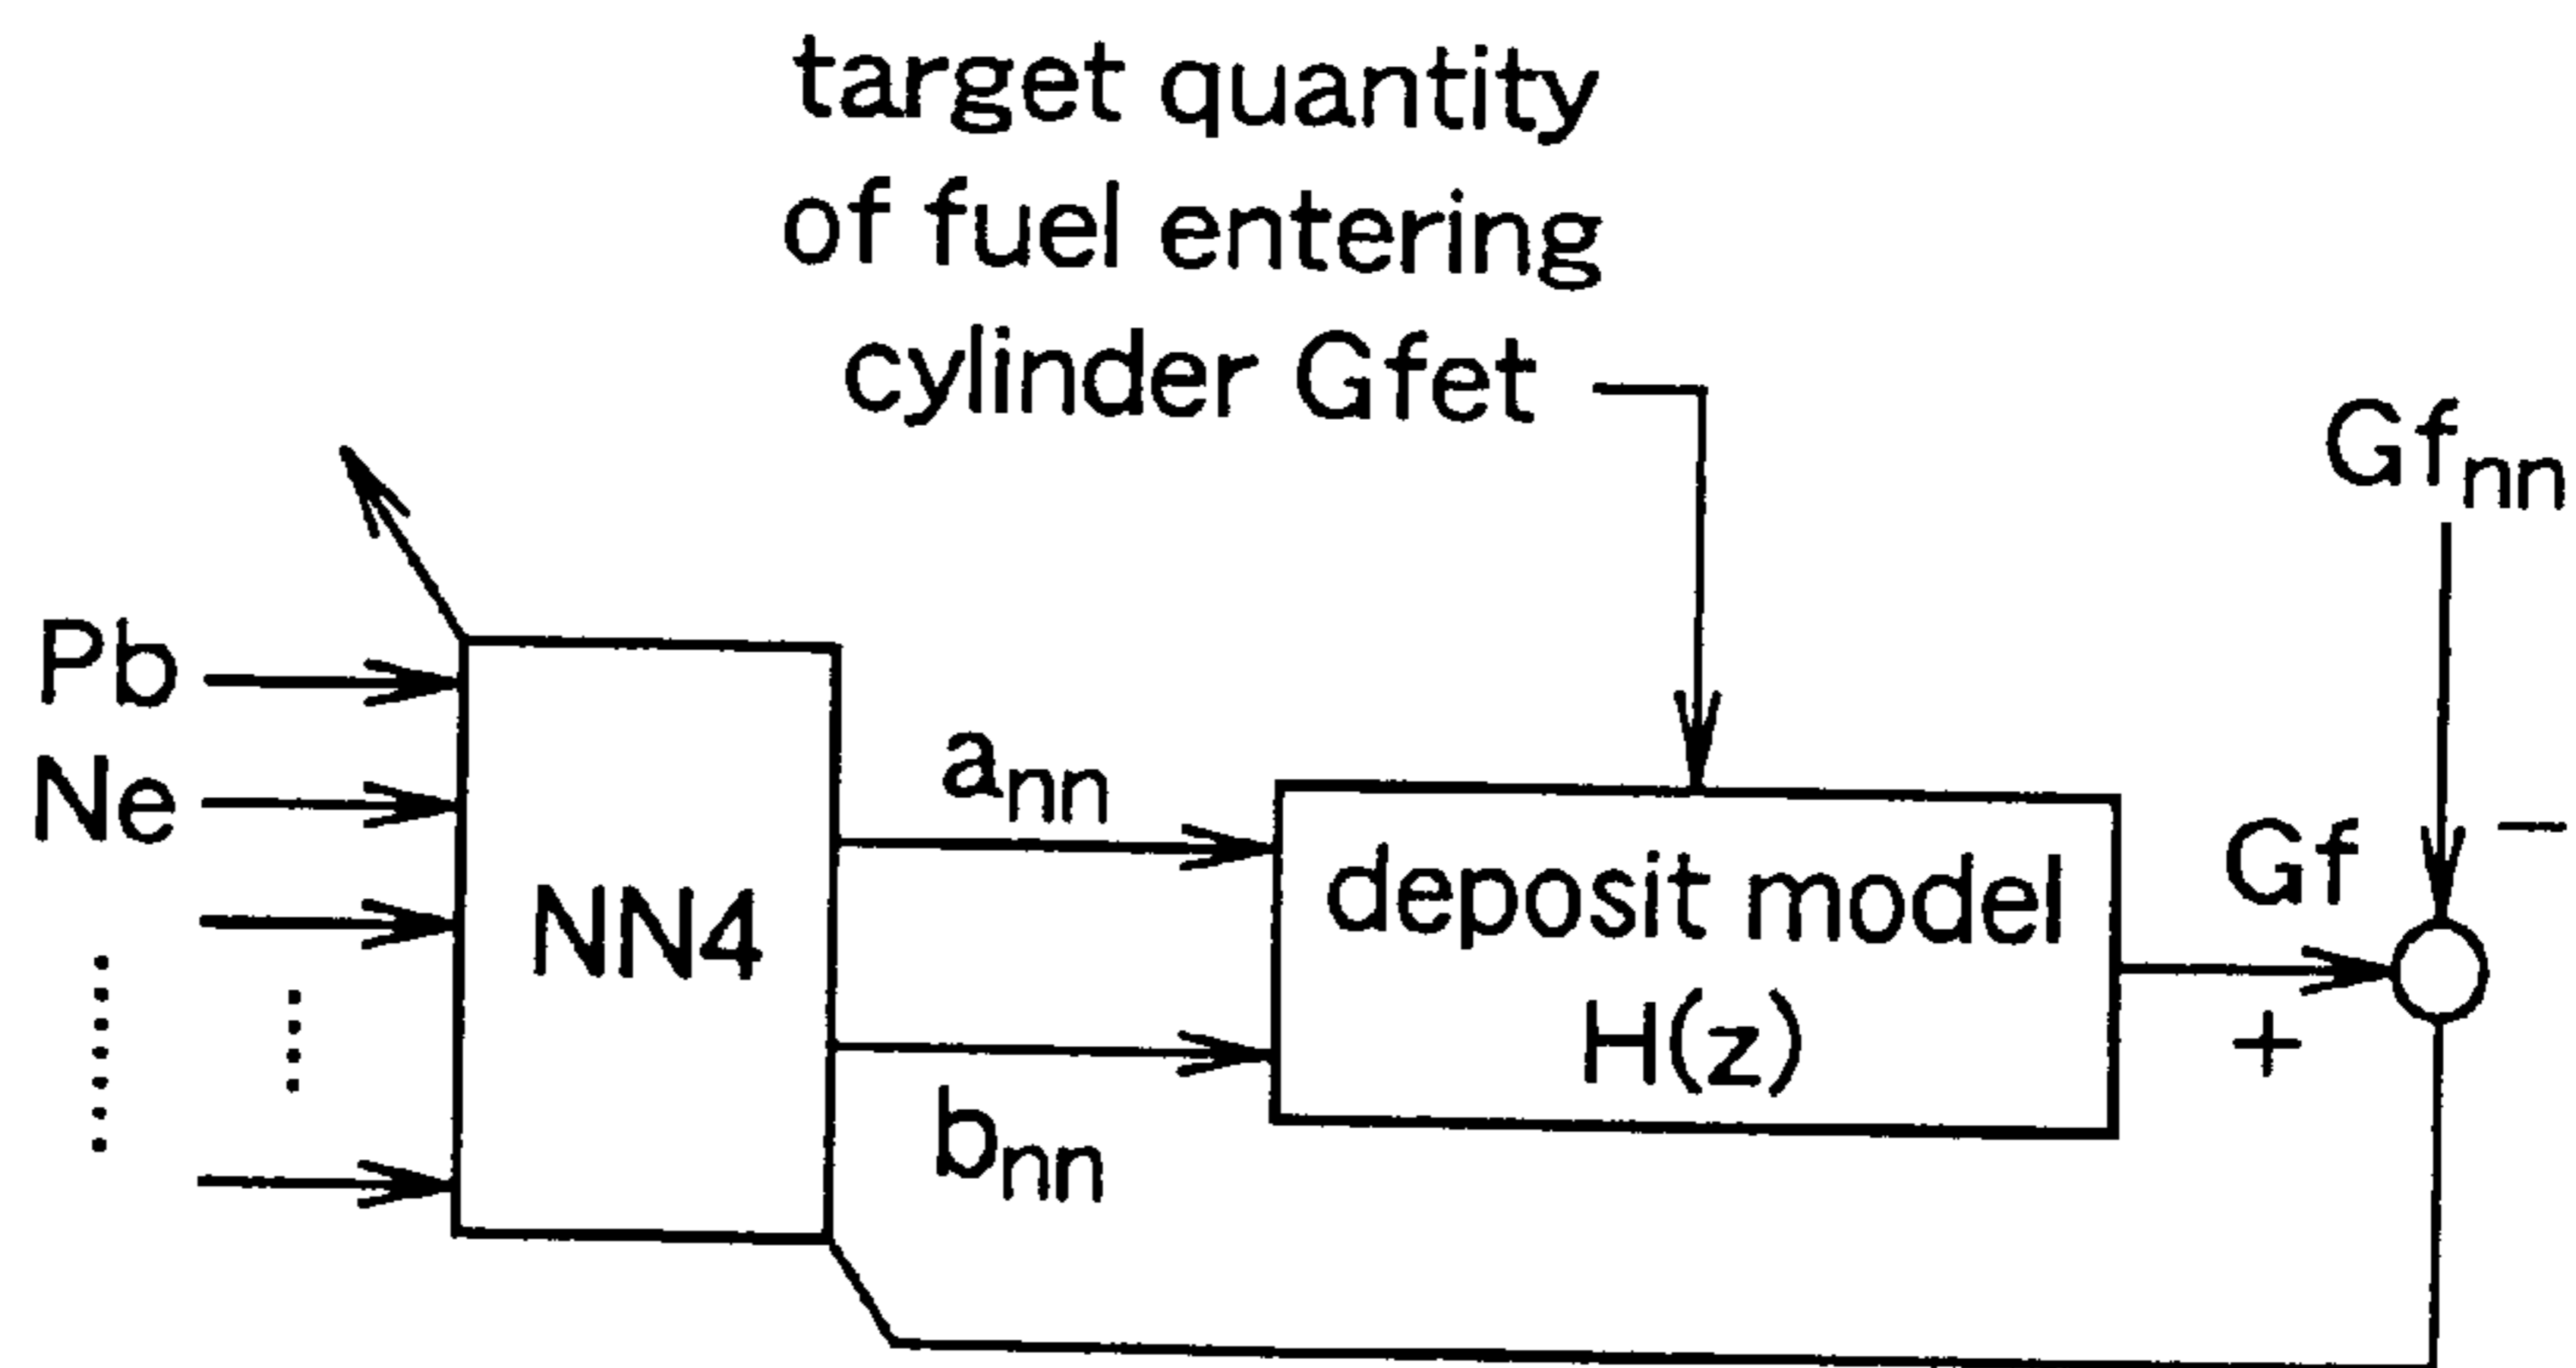 target quantity
of fuel entering
cylinder Gfet
Gfnn
Pb
Ne
NN4
ann
bnn
deposit model
H(z)
Gf
+
−